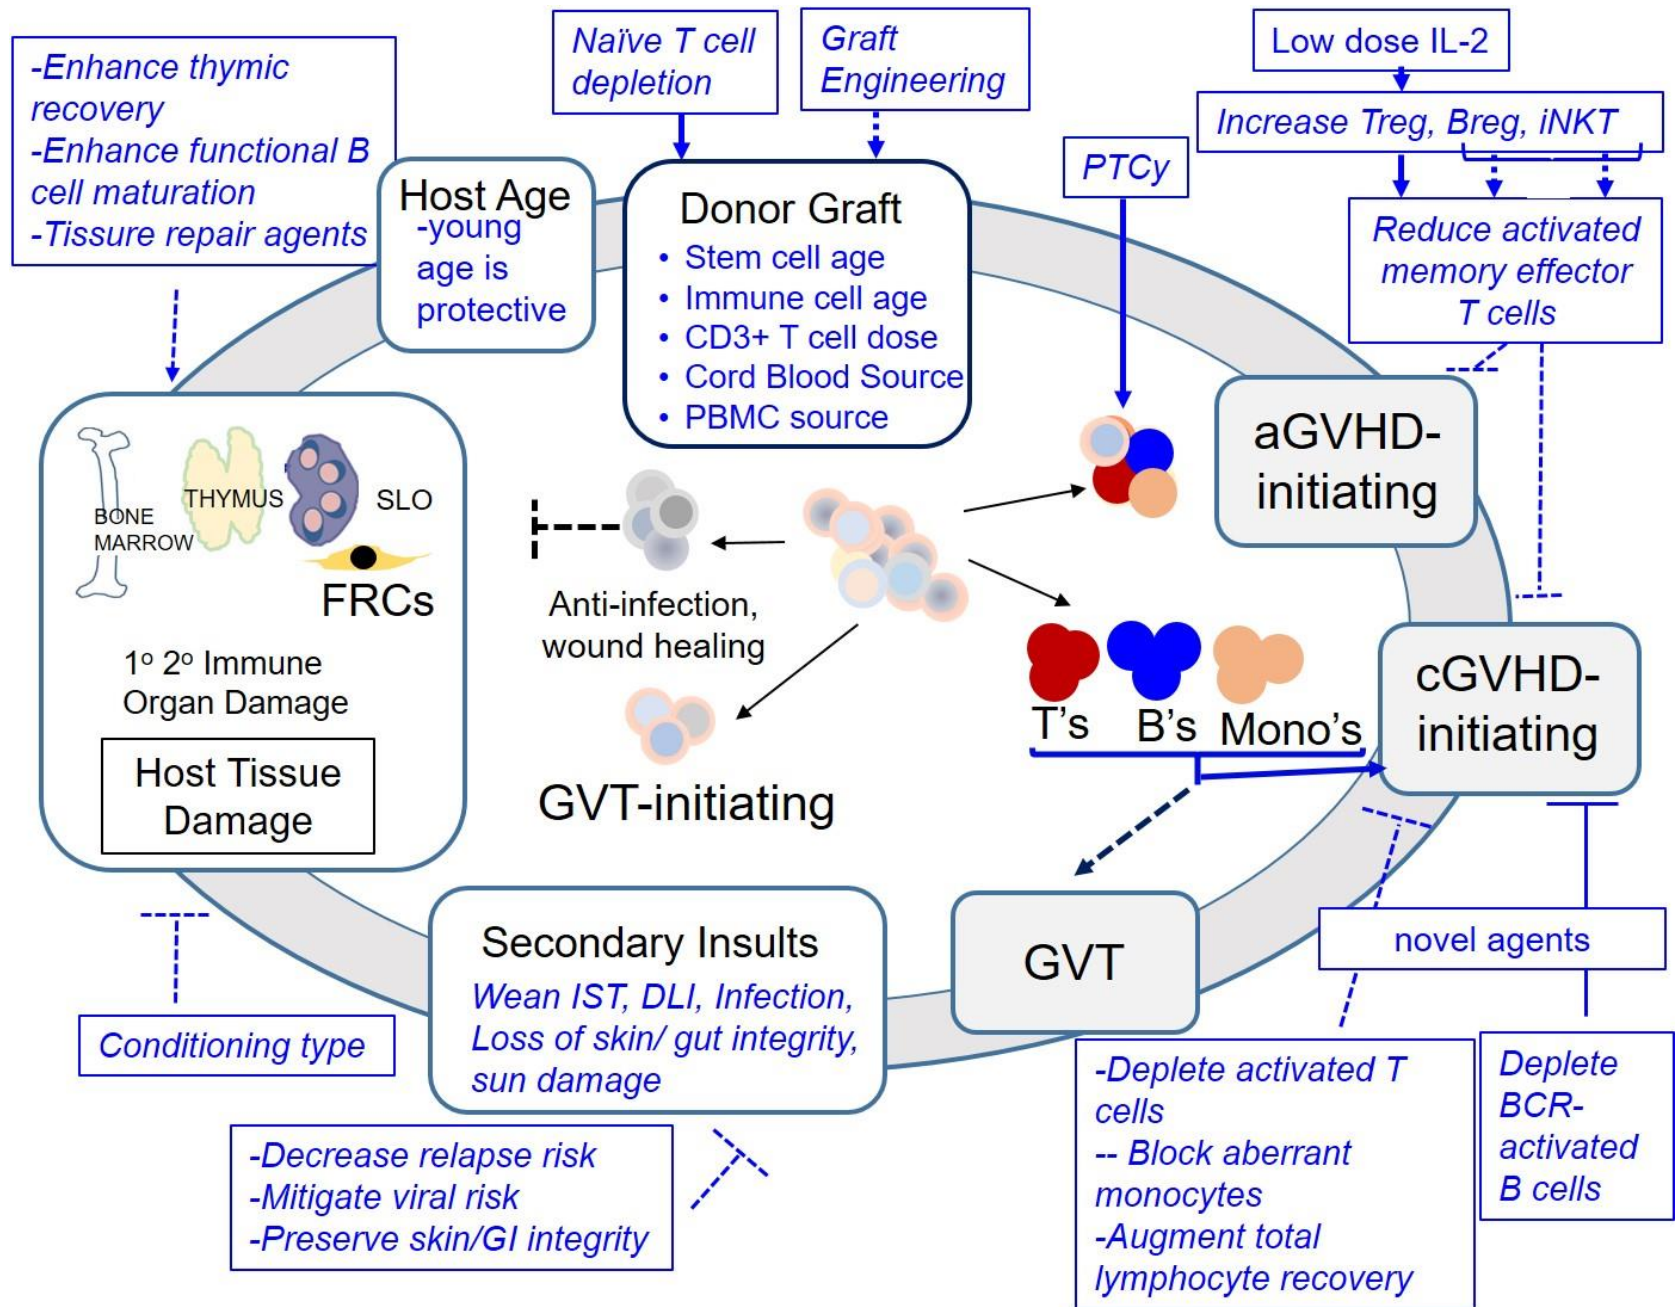 -Enhance thymic
recovery
-Enhance functional B
cell maturation
-Tissure repair agents
Naïve T cell
depletion
Graft
Engineering
Low dose IL-2
Increase Treg, Breg, iNKT
PTCy
Reduce activated
memory effector
T cells
Host Age
-young
age is
protective
Donor Graft
• Stem cell age
• Immune cell age
• CD3+ T cell dose
• Cord Blood Source
• PBMC source
aGVHD-
initiating
BONE
MARROW
THYMUS
SLO
FRCs
1o 2o Immune
Organ Damage
Host Tissue
Damage
Anti-infection,
wound healing
GVT-initiating
T's
B's
Mono's
cGVHD-
initiating
GVT
Secondary Insults
Wean IST, DLI, Infection,
Loss of skin/ gut integrity,
sun damage
novel agents
Conditioning type
-Decrease relapse risk
-Mitigate viral risk
-Preserve skin/GI integrity
-Deplete activated T
cells
-- Block aberrant
monocytes
-Augment total
lymphocyte recovery
Deplete
BCR-
activated
B cells